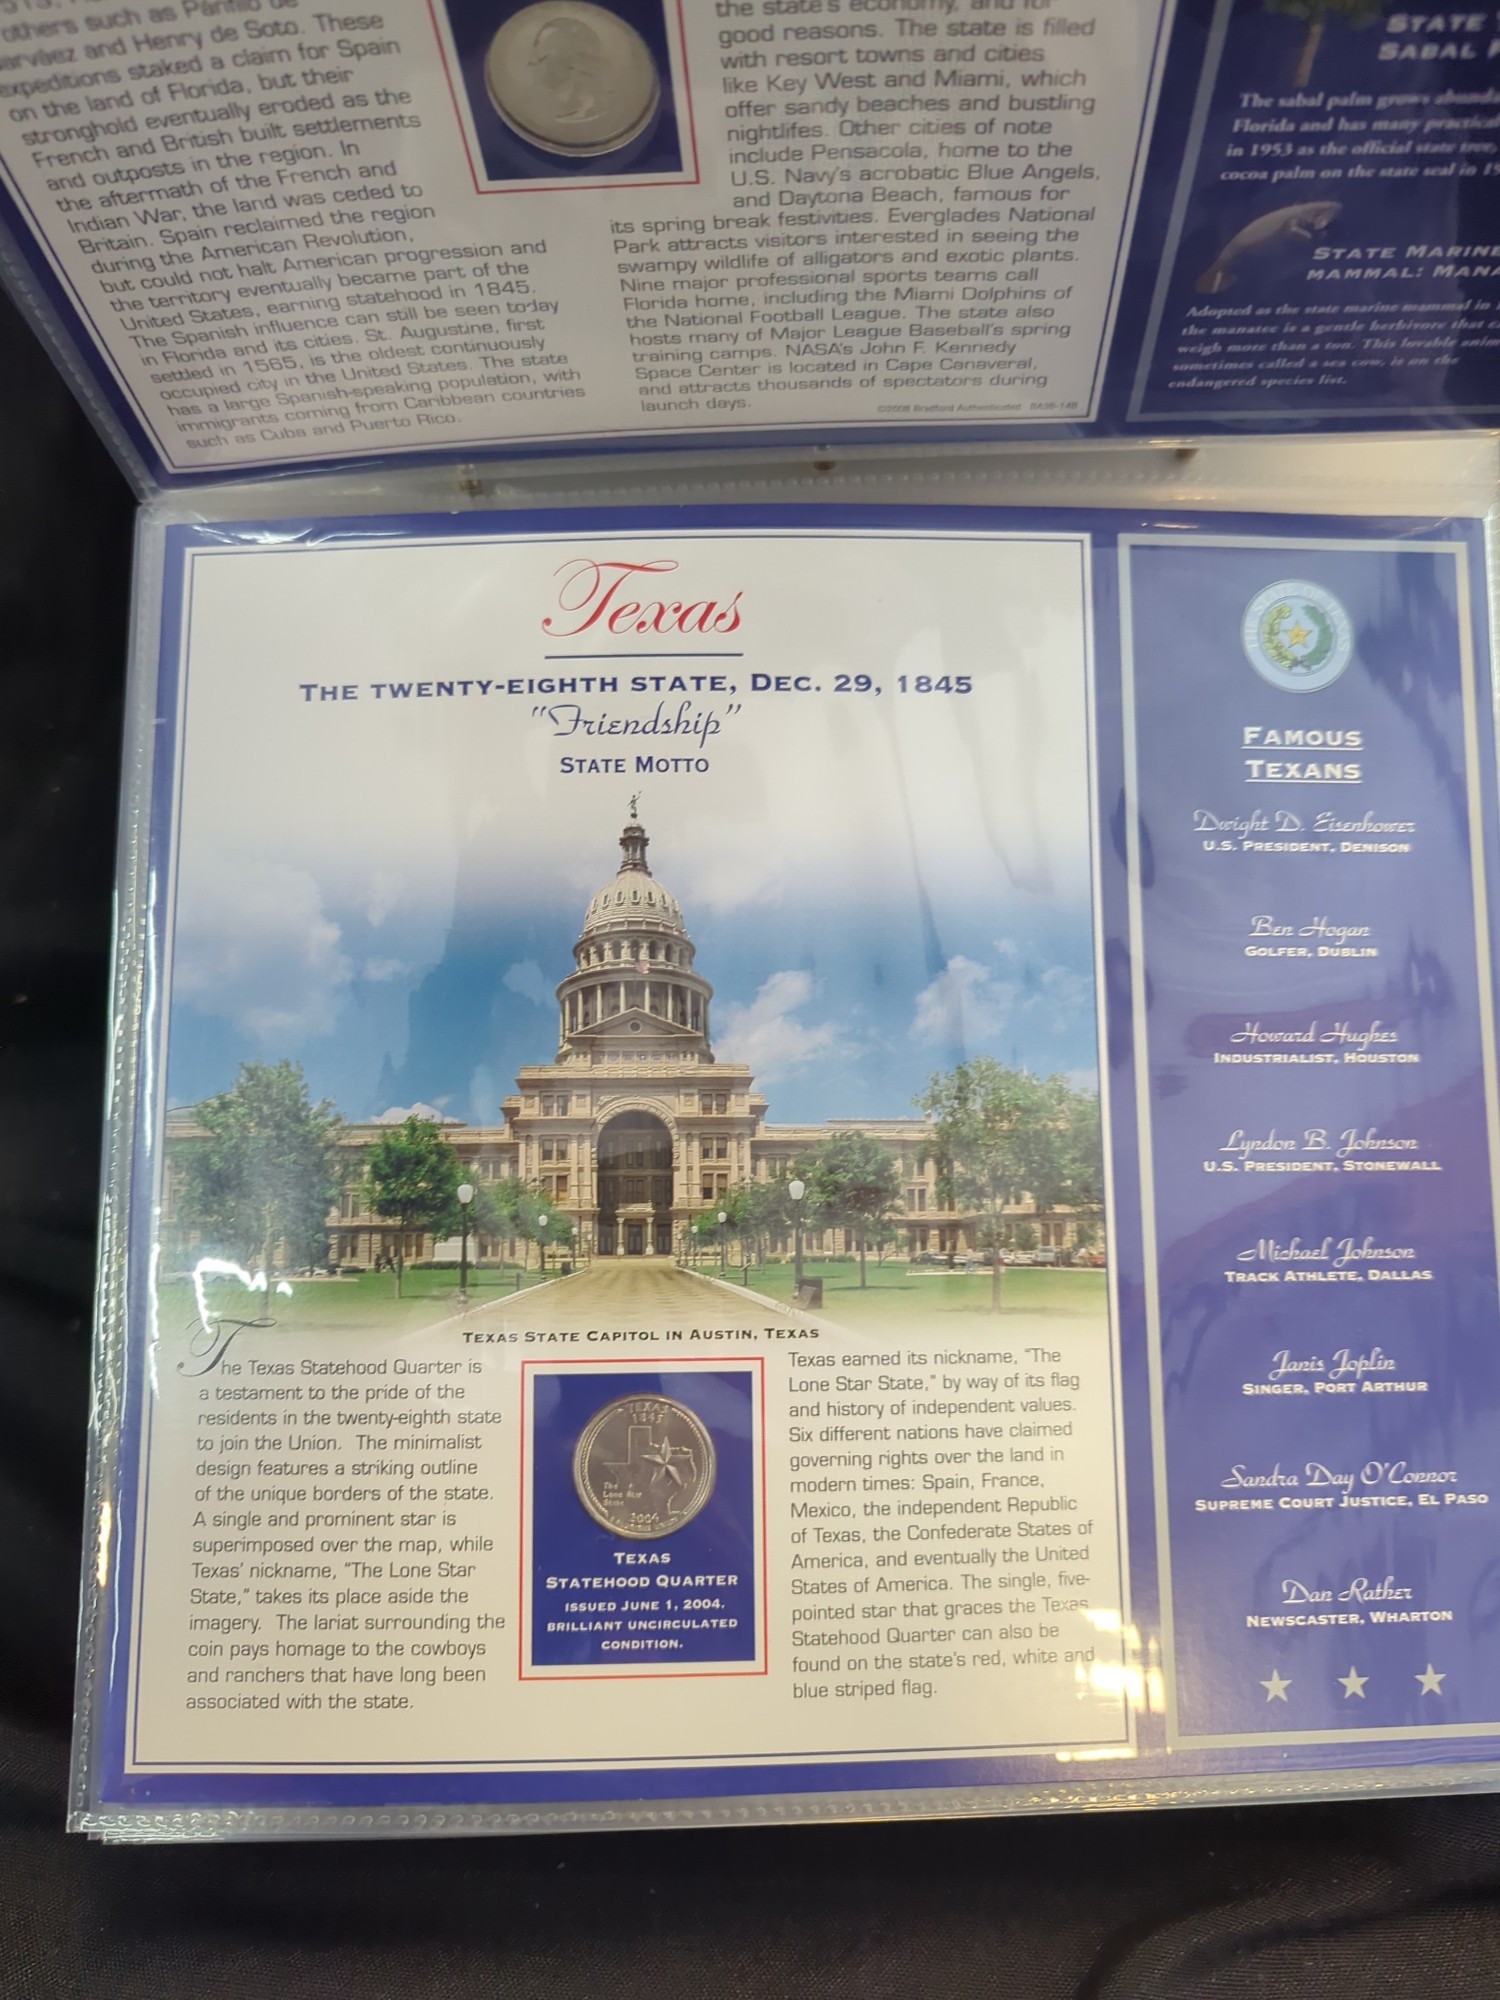 others such as Pánfilo de
Narváez and Henry de Soto. These
expeditions staked a claim for Spain
on the land of Florida, but their
stronghold eventually eroded as the
French and British built settlements
and outposts in the region. In
the aftermath of the French and
Indian War, the land was ceded to
Britain. Spain reclaimed the region
during the American Revolution,
but could not halt American progression and
the territory eventually became part of the
United States, earning statehood in 1845.
The Spanish influence can still be seen today
in Florida and its cities. St. Augustine, first
settled in 1565, is the oldest continuously
occupied city in the United States. The state
has a large Spanish-speaking population, with
immigrants coming from Caribbean countries
such as Cuba and Puerto Rico.
the state's economy, and for
good reasons. The state is filled
with resort towns and cities
like Key West and Miami, which
offer sandy beaches and bustling
nightlifes. Other cities of note
include Pensacola, home to the
U.S. Navy's acrobatic Blue Angels,
and Daytona Beach, famous for
its spring break festivities. Everglades National
Park attracts visitors interested in seeing the
swampy wildlife of alligators and exotic plants.
Nine major professional sports teams call
Florida home, including the Miami Dolphins of
the National Football League. The state also
hosts many of Major League Baseball's spring
training camps. NASA's John F. Kennedy
Space Center is located in Cape Canaveral,
and attracts thousands of spectators during
launch days.
©2008 Bradford Authenticated BA38-14B
STATE
SABAL
The sabal palm grows
Florida and has many
in 1953 as the official state tree,
cocoa palm on the state seal in
STATE MARINE
MAMMAL:
Adopted as the state marine mammal in
the manatee is a gentle herbivore that
weigh more than a ton. This lovable
sometimes called a sea cow, is on the
endangered species list.
Texas
THE TWENTY-EIGHTH STATE, DEC. 29, 1845
"Friendship"
STATE MOTTO
TEXAS STATE CAPITOL IN AUSTIN, TEXAS
The Texas Statehood Quarter is
a testament to the pride of the
residents in the twenty-eighth state
to join the Union. The minimalist
design features a striking outline
of the unique borders of the state.
A single and prominent star is
superimposed over the map, while
Texas' nickname, "The Lone Star
State," takes its place aside the
imagery. The lariat surrounding the
coin pays homage to the cowboys
and ranchers that have long been
associated with the state.
TEXAS
1845
The
Lone Star
State
2004
TEXAS
STATEHOOD QUARTER
ISSUED JUNE 1, 2004.
BRILLIANT UNCIRCULATED
CONDITION.
Texas earned its nickname, "The
Lone Star State," by way of its flag
and history of independent values.
Six different nations have claimed
governing rights over the land in
modern times: Spain, France,
Mexico, the independent Republic
of Texas, the Confederate States of
America, and eventually the United
States of America. The single, five-
pointed star that graces the Texas
Statehood Quarter can also be
found on the state's red, white and
blue striped flag.
THE STATE OF TEXAS
FAMOUS
TEXANS
Dwight D. Eisenhower
U.S. PRESIDENT, DENISON
Ben Hogan
GOLFER, DUBLIN
Howard Hughes
INDUSTRIALIST, HOUSTON
Lyndon B. Johnson
U.S. PRESIDENT, STONEWALL
Michael Johnson
TRACK ATHLETE, DALLAS
Janis Joplin
SINGER, PORT ARTHUR
Sandra Day O'Connor
SUPREME COURT JUSTICE, EL PASO
Dan Rather
NEWSCASTER, WHARTON